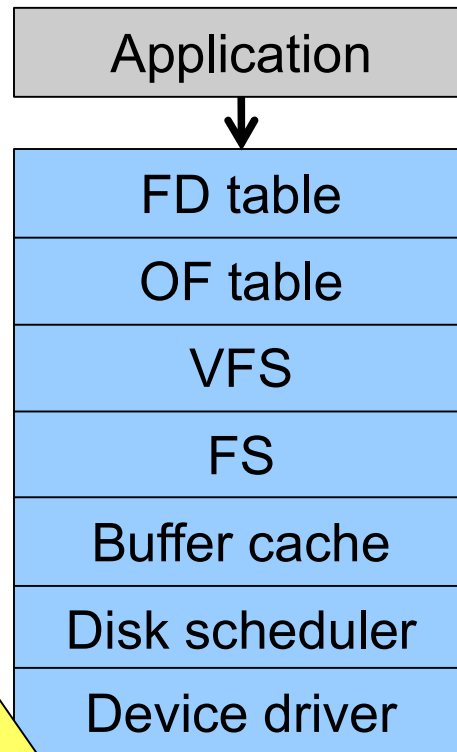 Application
FD table
OF table
VFS
FS
Buffer cache
Disk scheduler
Device driver